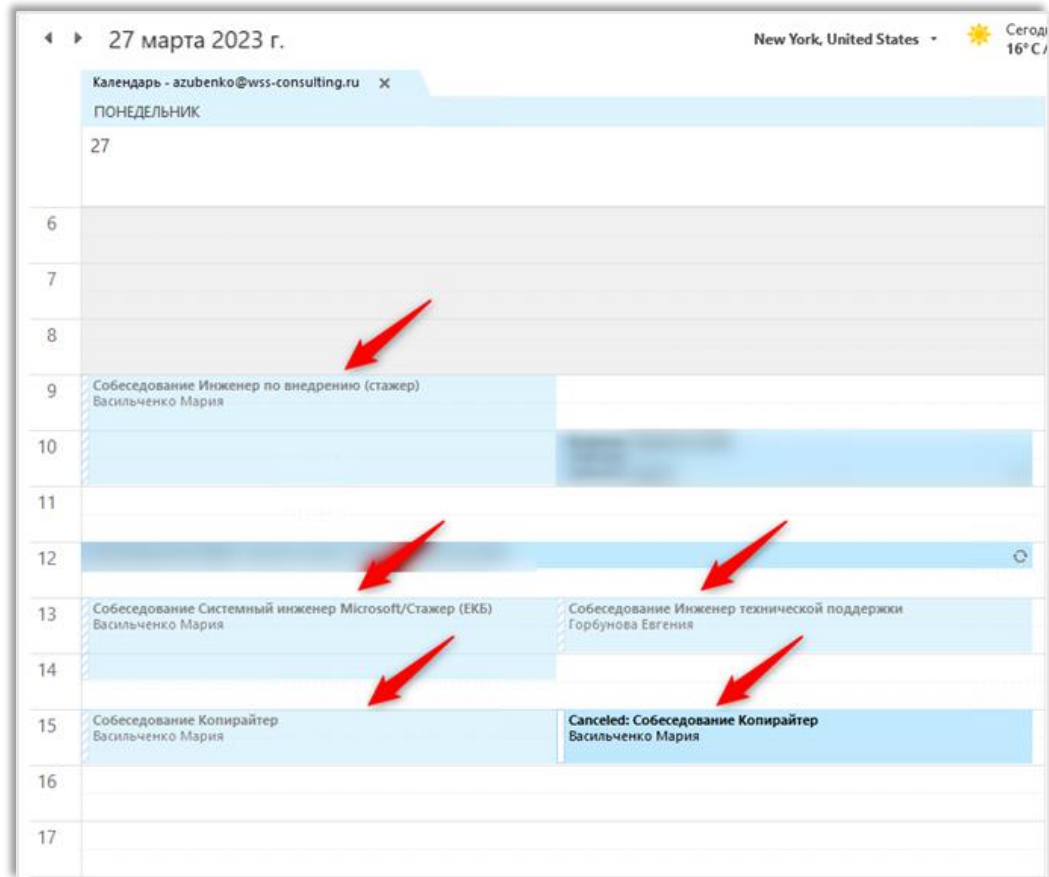 27 марта 2023 г.
New York, United States
16° C
Календарь - azubenko@wss-consulting.ru
ПОНЕДЕЛЬНИК
27
6
7
8
9
Собеседование Инженер по внедрению (стажер)
Васильченко Мария
10
11
12
13
Собеседование Системный инженер Microsoft/Стажер (ЕКБ)
Васильченко Мария
Собеседование Инженер технической поддержки
Горбунова Евгения
14
15
Собеседование Копирайтер
Васильченко Мария
Canceled: Собеседование Копирайтер
Васильченко Мария
16
17